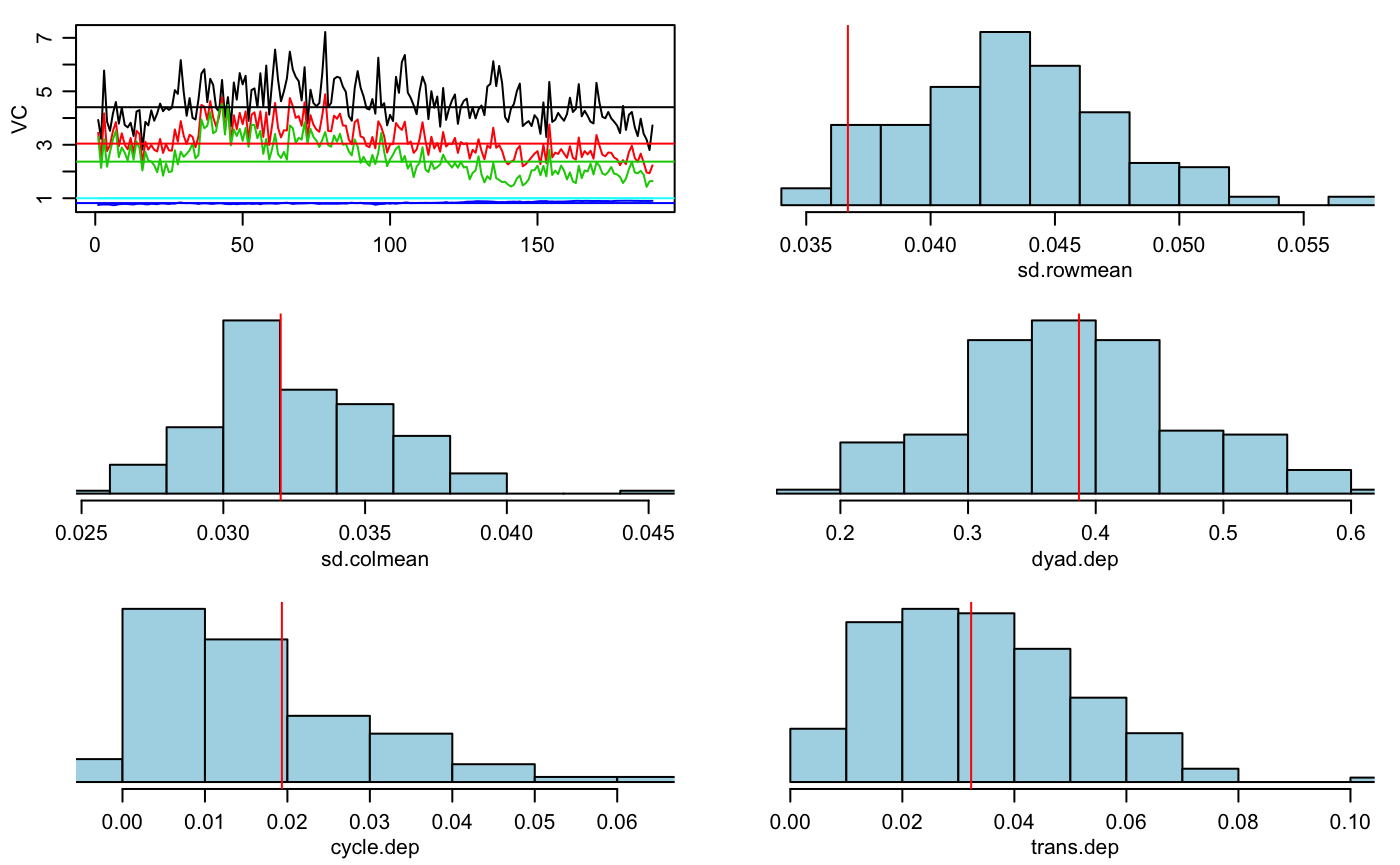 VC
7
5
3
1
0 50 100 150
0.035 0.040 0.045 0.050 0.055
sd.rowmean
0.025 0.030 0.035 0.040 0.045
sd.colmean
0.2 0.3 0.4 0.5 0.6
dyad.dep
0.00 0.01 0.02 0.03 0.04 0.05 0.06
cycle.dep
0.00 0.02 0.04 0.06 0.08 0.10
trans.dep